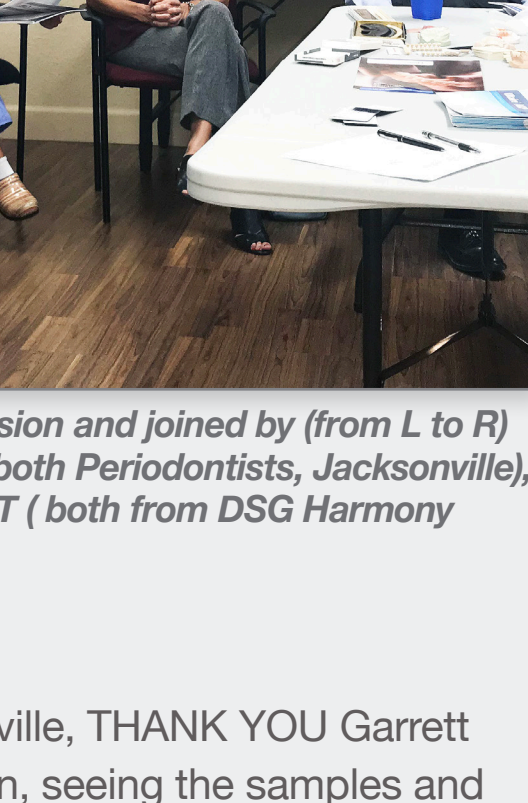 sion and joined by (from L to R)
both Periodontists, Jacksonville),
T ( both from DSG Harmony
ville, THANK YOU Garrett
n, seeing the samples and